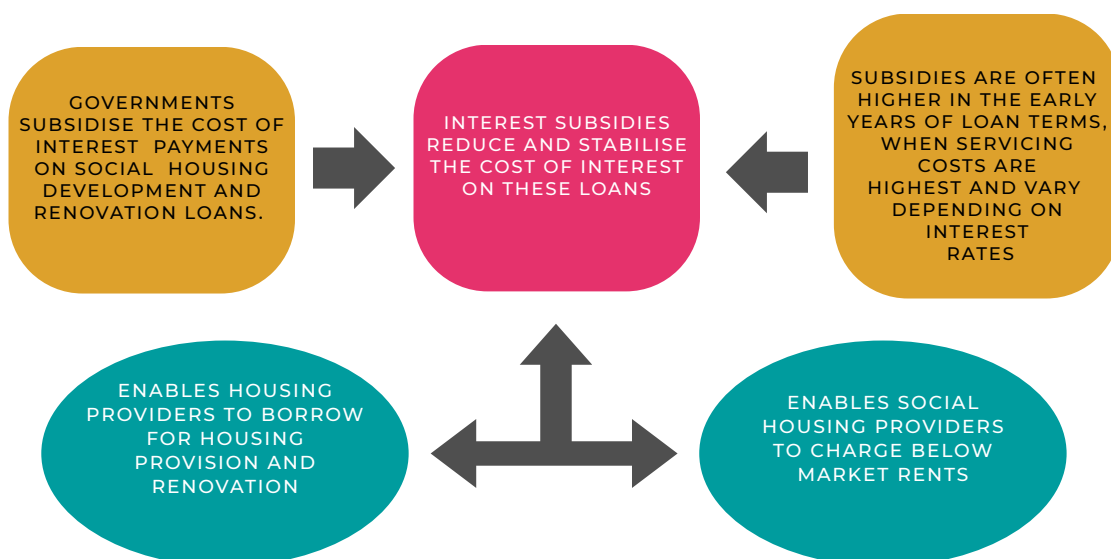 GOVERNMENTS
SUBSIDISE THE COST OF
INTEREST PAYMENTS
ON SOCIAL HOUSING
DEVELOPMENT AND
RENOVATION LOANS.
INTEREST SUBSIDIES
REDUCE AND STABILISE
THE COST OF INTEREST
ON THESE LOANS
SUBSIDIES ARE OFTEN
HIGHER IN THE EARLY
YEARS OF LOAN TERMS,
WHEN SERVICING
COSTS ARE
HIGHEST AND VARY
DEPENDING ON
INTEREST
RATES
ENABLES HOUSING
PROVIDERS TO BORROW
FOR HOUSING
PROVISION AND
RENOVATION
ENABLES SOCIAL
HOUSING PROVIDERS
TO CHARGE BELOW
MARKET RENTS